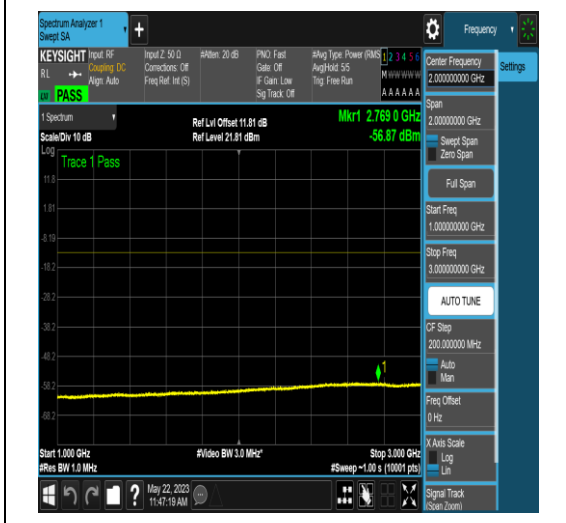 Spectrum Analyzer 1
Swept SA
+
Frequency
KEYSIGHT Input: RF
RL Coupling: DC
Align: Auto
PASS
Input Z: 50 Ω
Corrections: Off
Freq Ref: Int (S)
#Atten: 20 dB
PNO: Fast
Gate: Off
IF Gain: Low
Sig Track: Off
#Avg Type: Power (RMS
Avg|Hold: 5/5
Trig: Free Run
1 2 3 4 5 6
M W W W W W
A A A A A A
1 Spectrum
Scale/Div 10 dB
Ref Lvl Offset 11.81 dB
Ref Level 21.81 dBm
Mkr1 2.769 0 GHz
-56.87 dBm
Log
Trace 1 Pass
11.8
1.81
-8.19
-18.2
-28.2
-38.2
-48.2
-58.2
-68.2
1
Start 1.000 GHz
#Res BW 1.0 MHz
#Video BW 3.0 MHz*
Stop 3.000 GHz
#Sweep ~1.00 s (10001 pts)
?
May 22, 2023
11:47:19 AM
Center Frequency
2.000000000 GHz
Span
2.00000000 GHz
Swept Span
Zero Span
Full Span
Start Freq
1.000000000 GHz
Stop Freq
3.000000000 GHz
AUTO TUNE
CF Step
200.000000 MHz
Auto
Man
Freq Offset
0 Hz
X Axis Scale
Log
Lin
Signal Track
(Span Zoom)
Settings